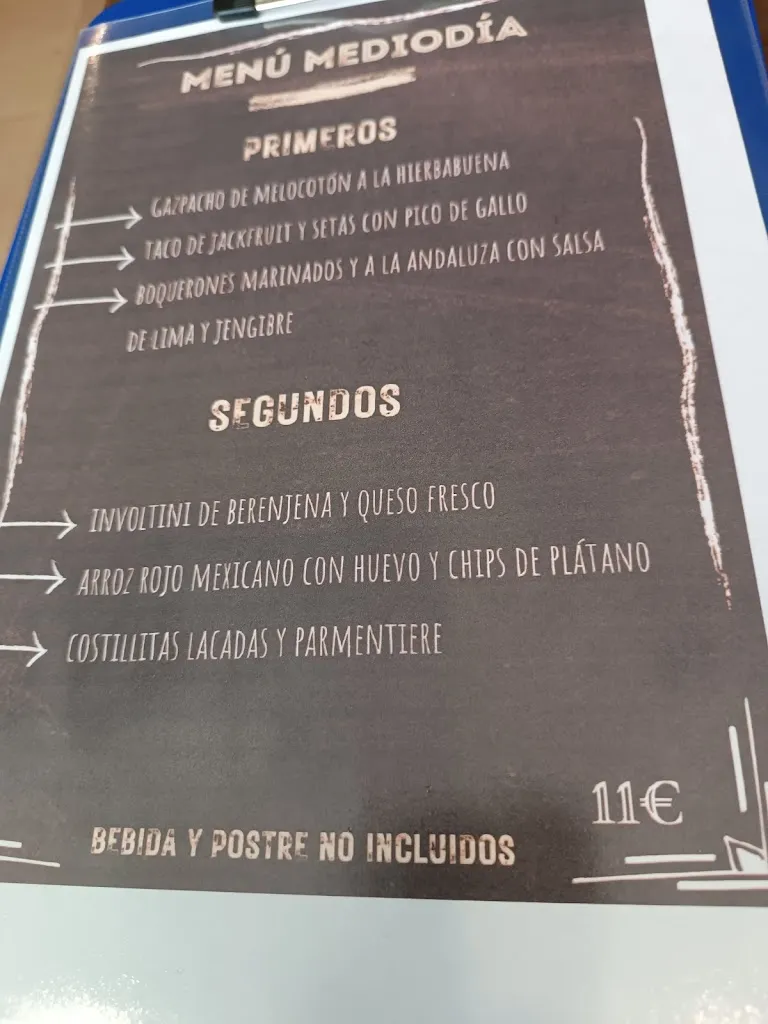 MENÚ MEDIODÍA
PRIMEROS
GAZPACHO DE MELOCOTÓN A LA HIERBABUENA
TACO DE JACKFRUIT Y SETAS CON PICO DE GALLO
BOQUERONES MARINADOS Y A LA ANDALUZA CON SALSA
DE LIMA Y JENGIBRE
SEGUNDOS
INVOLTINI DE BERENJENA Y QUESO FRESCO
ARROZ ROJO MEXICANO CON HUEVO Y CHIPS DE PLÁTANO
COSTILLITAS LACADAS Y PARMENTIERE
11€
BEBIDA Y POSTRE NO INCLUIDOS